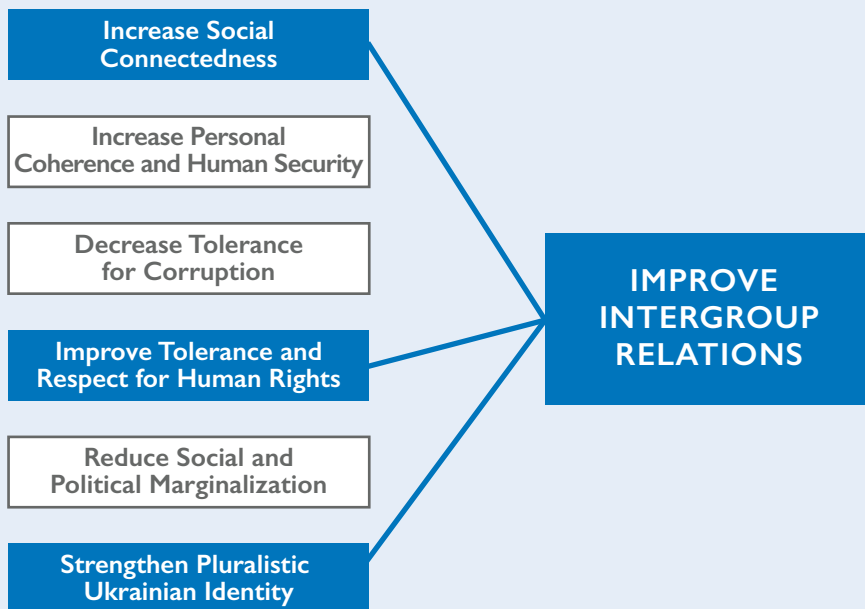 Increase Social
Connectedness
Increase Personal
Coherence and Human Security
Decrease Tolerance
for Corruption
Improve Tolerance and
Respect for Human Rights
Reduce Social and
Political Marginalization
Strengthen Pluralistic
Ukrainian Identity
IMPROVE
INTERGROUP
RELATIONS